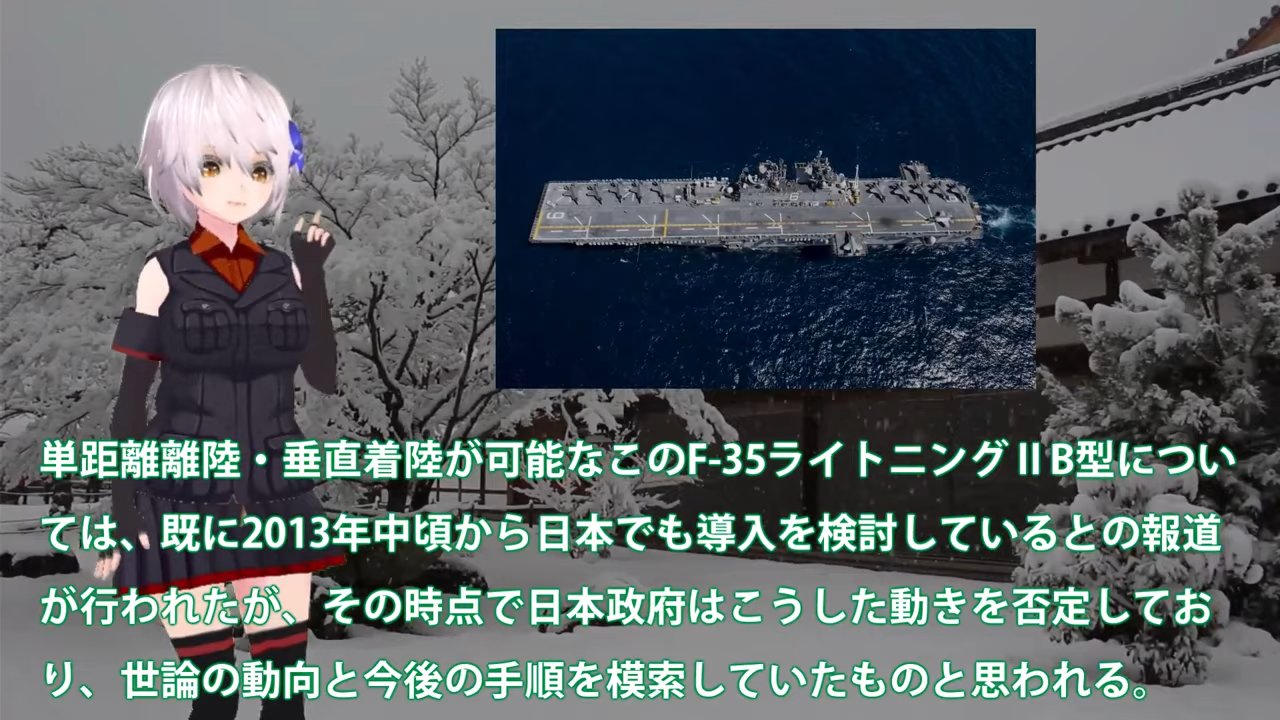 単距離離陸・垂直着陸が可能なこのF-35ライトニングⅡB型につい
ては、既に2013年中頃から日本でも導入を検討しているとの報道
が行われたが、その時点で日本政府はこうした動きを否定してお
り、世論の動向と今後の手順を模索していたものと思われる。